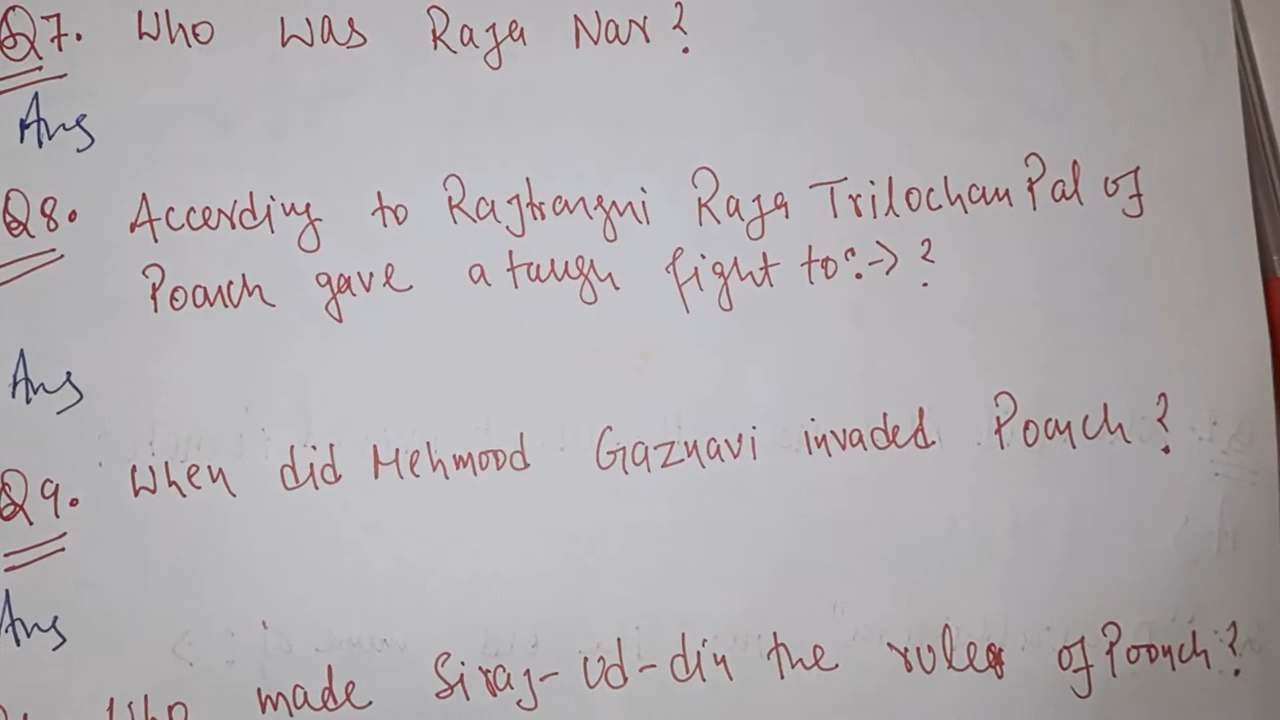 Q7. Who was Raja Nar?
Ans
Q8. According to Rajtrangni Raja Trilochan Pal of
Poonch gave a tough fight to:-> ?
Ans
Q9. When did Mehmood Gaznavi invaded Poonch?
Ans
Who made Siraj-Ud-din the ruler of Poonch?